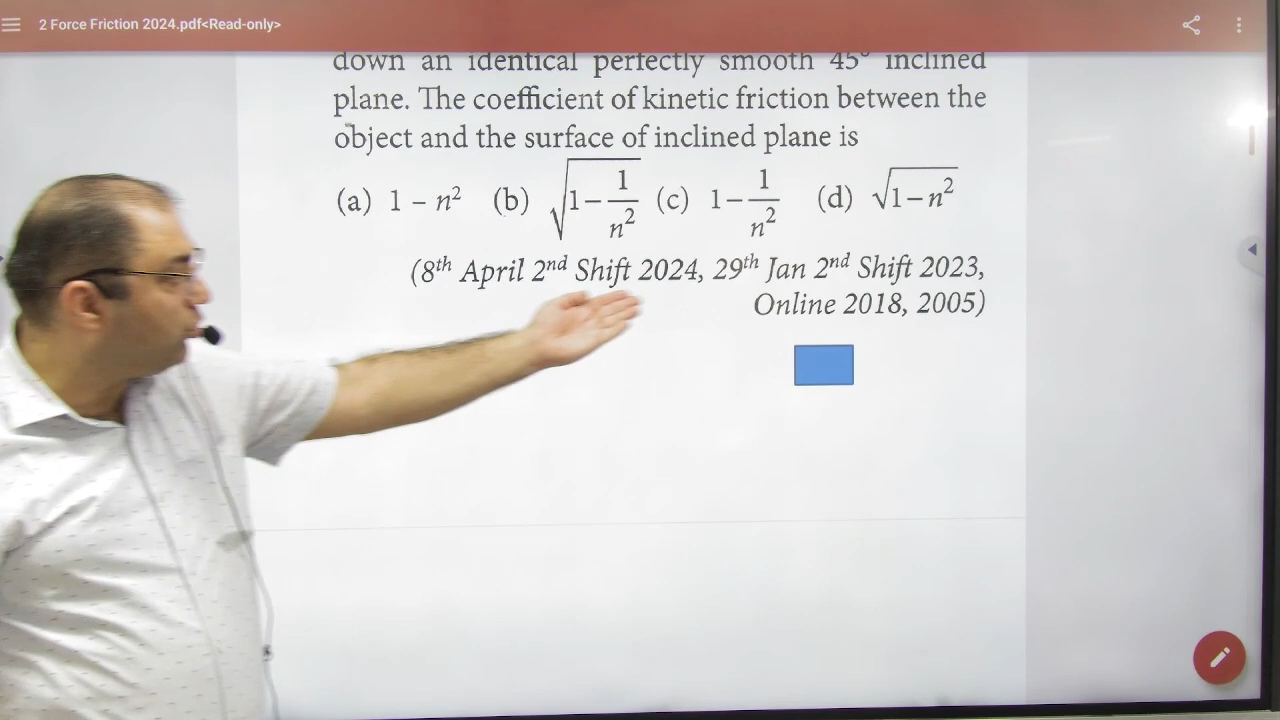 2 Force Friction 2024.pdf<Read-only>
down an identical perfectly smooth 45° inclined
plane. The coefficient of kinetic friction between the
object and the surface of inclined plane is
(a) 1 – n² (b) √(1–1/n²) (c) 1–1/n² (d) √(1–n²)
(8th April 2nd Shift 2024, 29th Jan 2nd Shift 2023,
Online 2018, 2005)